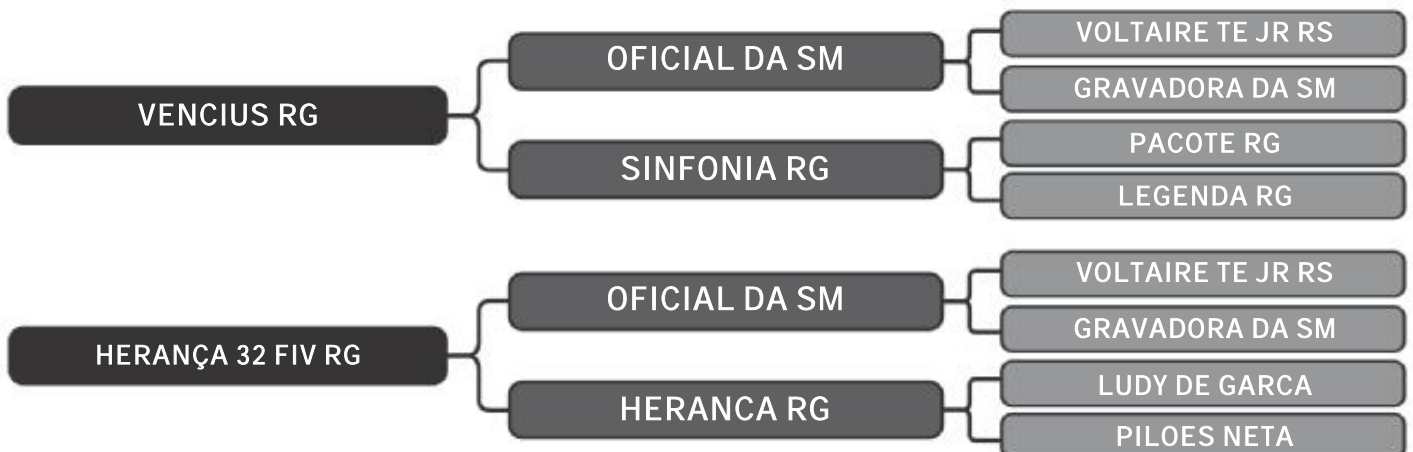 VOLTAIRE TE JR RS
OFICIAL DA SM
GRAVADORA DA SM
VENCIUS RG
PACOTE RG
SINFONIA RG
LEGENDA RG
VOLTAIRE TE JR RS
OFICIAL DA SM
GRAVADORA DA SM
HERANÇA 32 FIV RG
LUDY DE GARCA
HERANCA RG
PILOES NETA